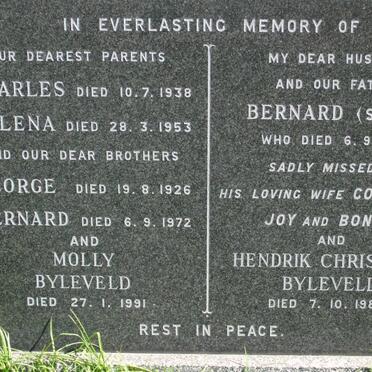 IN EVERLASTING MEMORY OF
UR DEAREST PARENTS
ARLES DIED 10.7.1938
LENA DIED 28.3.1953
D OUR DEAR BROTHERS
EORGE DIED 19.8.1926
ERNARD DIED 6.9.1972
AND
MOLLY
BYLEVELD
DIED 27.1.1991
MY DEAR HUS
AND OUR FAT
BERNARD (S
WHO DIED 6.9
SADLY MISSED
HIS LOVING WIFE CO
JOY AND BON
AND
HENDRIK CHRIS
BYLEVEL
DIED 7.10.198
REST IN PEACE.